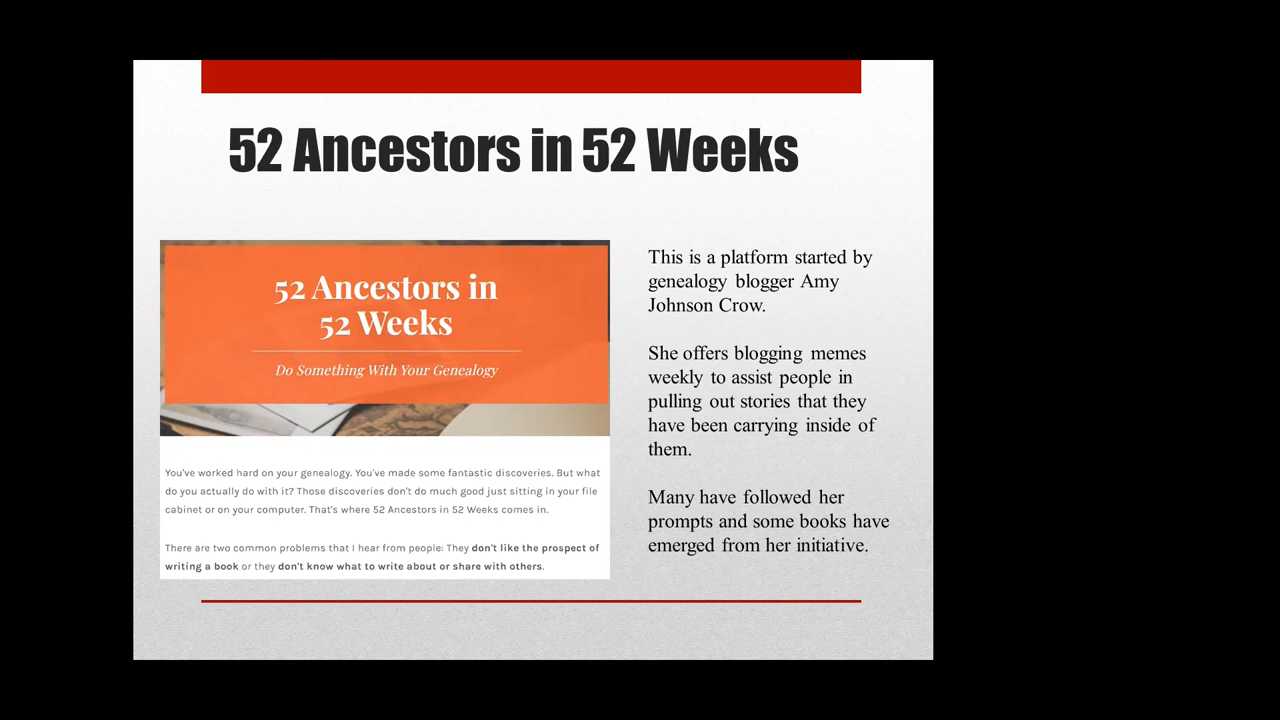 52 Ancestors in 52 Weeks
52 Ancestors in
52 Weeks
Do Something With Your Genealogy
You've worked hard on your genealogy. You've made some fantastic discoveries. But what
do you actually do with it? Those discoveries don't do much good just sitting in your file
cabinet or on your computer. That's where 52 Ancestors in 52 Weeks comes in.
There are two common problems that I hear from people: They don't like the prospect of
writing a book or they don't know what to write about or share with others.
This is a platform started by
genealogy blogger Amy
Johnson Crow.
She offers blogging memes
weekly to assist people in
pulling out stories that they
have been carrying inside of
them.
Many have followed her
prompts and some books have
emerged from her initiative.